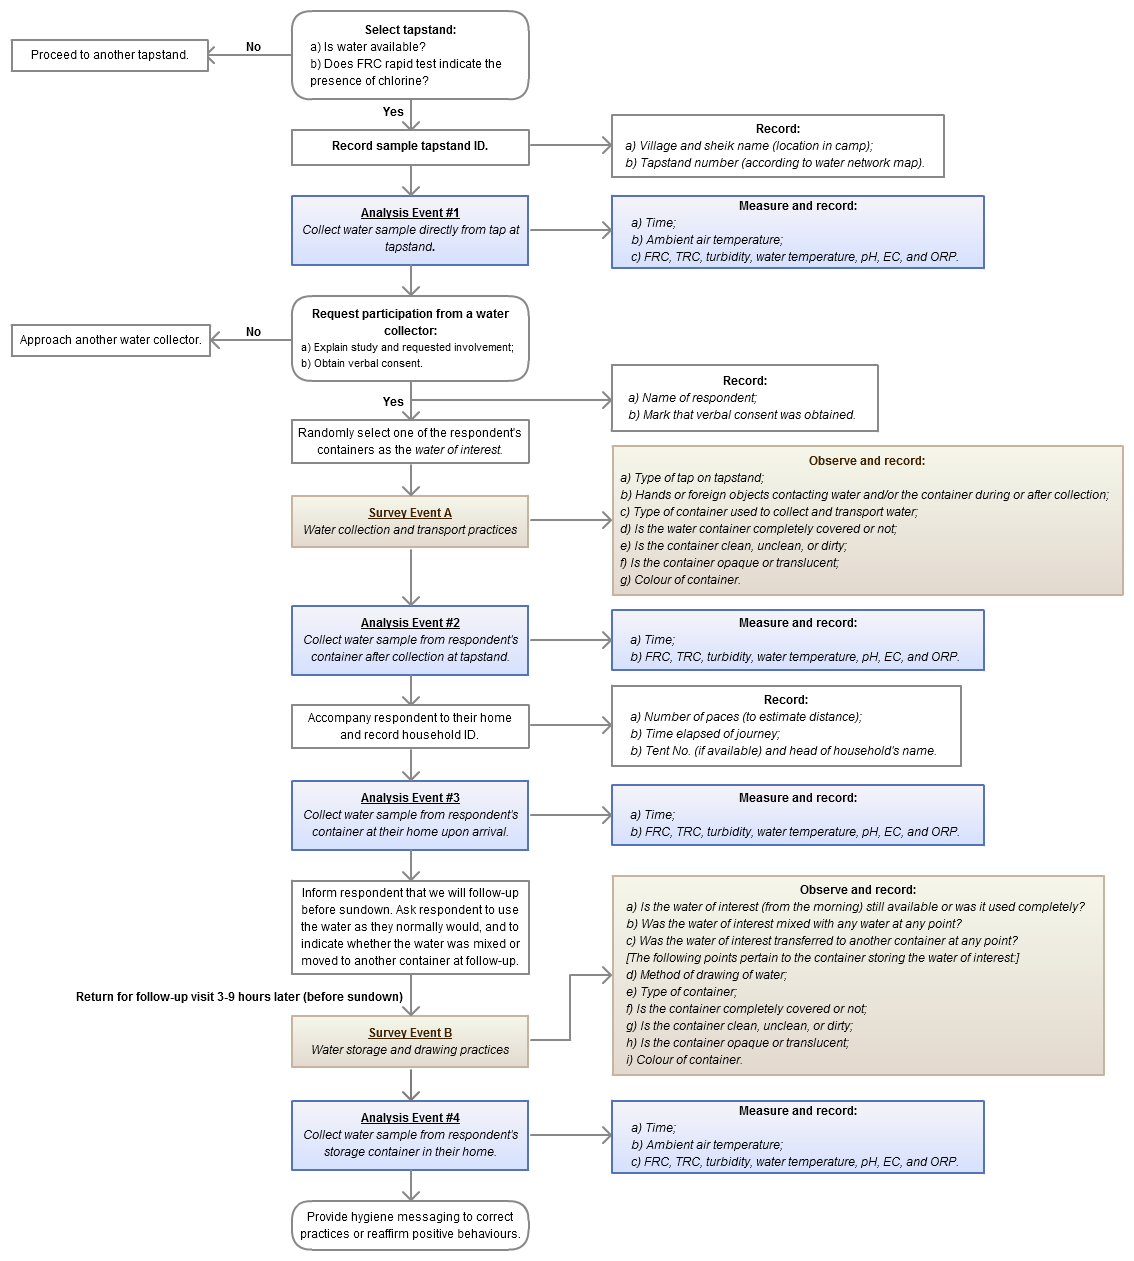 Select tapstand:
a) Is water available?
b) Does FRC rapid test indicate the
presence of chlorine?
No
Proceed to another tapstand.
Yes
Record sample tapstand ID.
Record:
a) Village and sheik name (location in camp);
b) Tapstand number (according to water network map).
Analysis Event #1
Collect water sample directly from tap at
tapstand.
Measure and record:
a) Time;
b) Ambient air temperature;
c) FRC, TRC, turbidity, water temperature, pH, EC, and ORP.
Request participation from a water
collector:
a) Explain study and requested involvement;
b) Obtain verbal consent.
No
Approach another water collector.
Yes
Record:
a) Name of respondent;
b) Mark that verbal consent was obtained.
Randomly select one of the respondent's
containers as the water of interest.
Survey Event A
Water collection and transport practices
Observe and record:
a) Type of tap on tapstand;
b) Hands or foreign objects contacting water and/or the container during or after collection;
c) Type of container used to collect and transport water;
d) Is the water container completely covered or not;
e) Is the container clean, unclean, or dirty;
f) Is the container opaque or translucent;
g) Colour of container.
Analysis Event #2
Collect water sample from respondent's
container after collection at tapstand.
Measure and record:
a) Time;
b) FRC, TRC, turbidity, water temperature, pH, EC, and ORP.
Accompany respondent to their home
and record household ID.
Record:
a) Number of paces (to estimate distance);
b) Time elapsed of journey;
b) Tent No. (if available) and head of household's name.
Analysis Event #3
Collect water sample from respondent's
container at their home upon arrival.
Measure and record:
a) Time;
b) FRC, TRC, turbidity, water temperature, pH, EC, and ORP.
Inform respondent that we will follow-up
before sundown. Ask respondent to use
the water as they normally would, and to
indicate whether the water was mixed or
moved to another container at follow-up.
Return for follow-up visit 3-9 hours later (before sundown)
Survey Event B
Water storage and drawing practices
Observe and record:
a) Is the water of interest (from the morning) still available or was it used completely?
b) Was the water of interest mixed with any water at any point?
c) Was the water of interest transferred to another container at any point?
[The following points pertain to the container storing the water of interest:]
d) Method of drawing of water;
e) Type of container;
f) Is the container completely covered or not;
g) Is the container clean, unclean, or dirty;
h) Is the container opaque or translucent;
i) Colour of container.
Analysis Event #4
Collect water sample from respondent's
storage container in their home.
Measure and record:
a) Time;
b) Ambient air temperature;
c) FRC, TRC, turbidity, water temperature, pH, EC, and ORP.
Provide hygiene messaging to correct
practices or reaffirm positive behaviours.